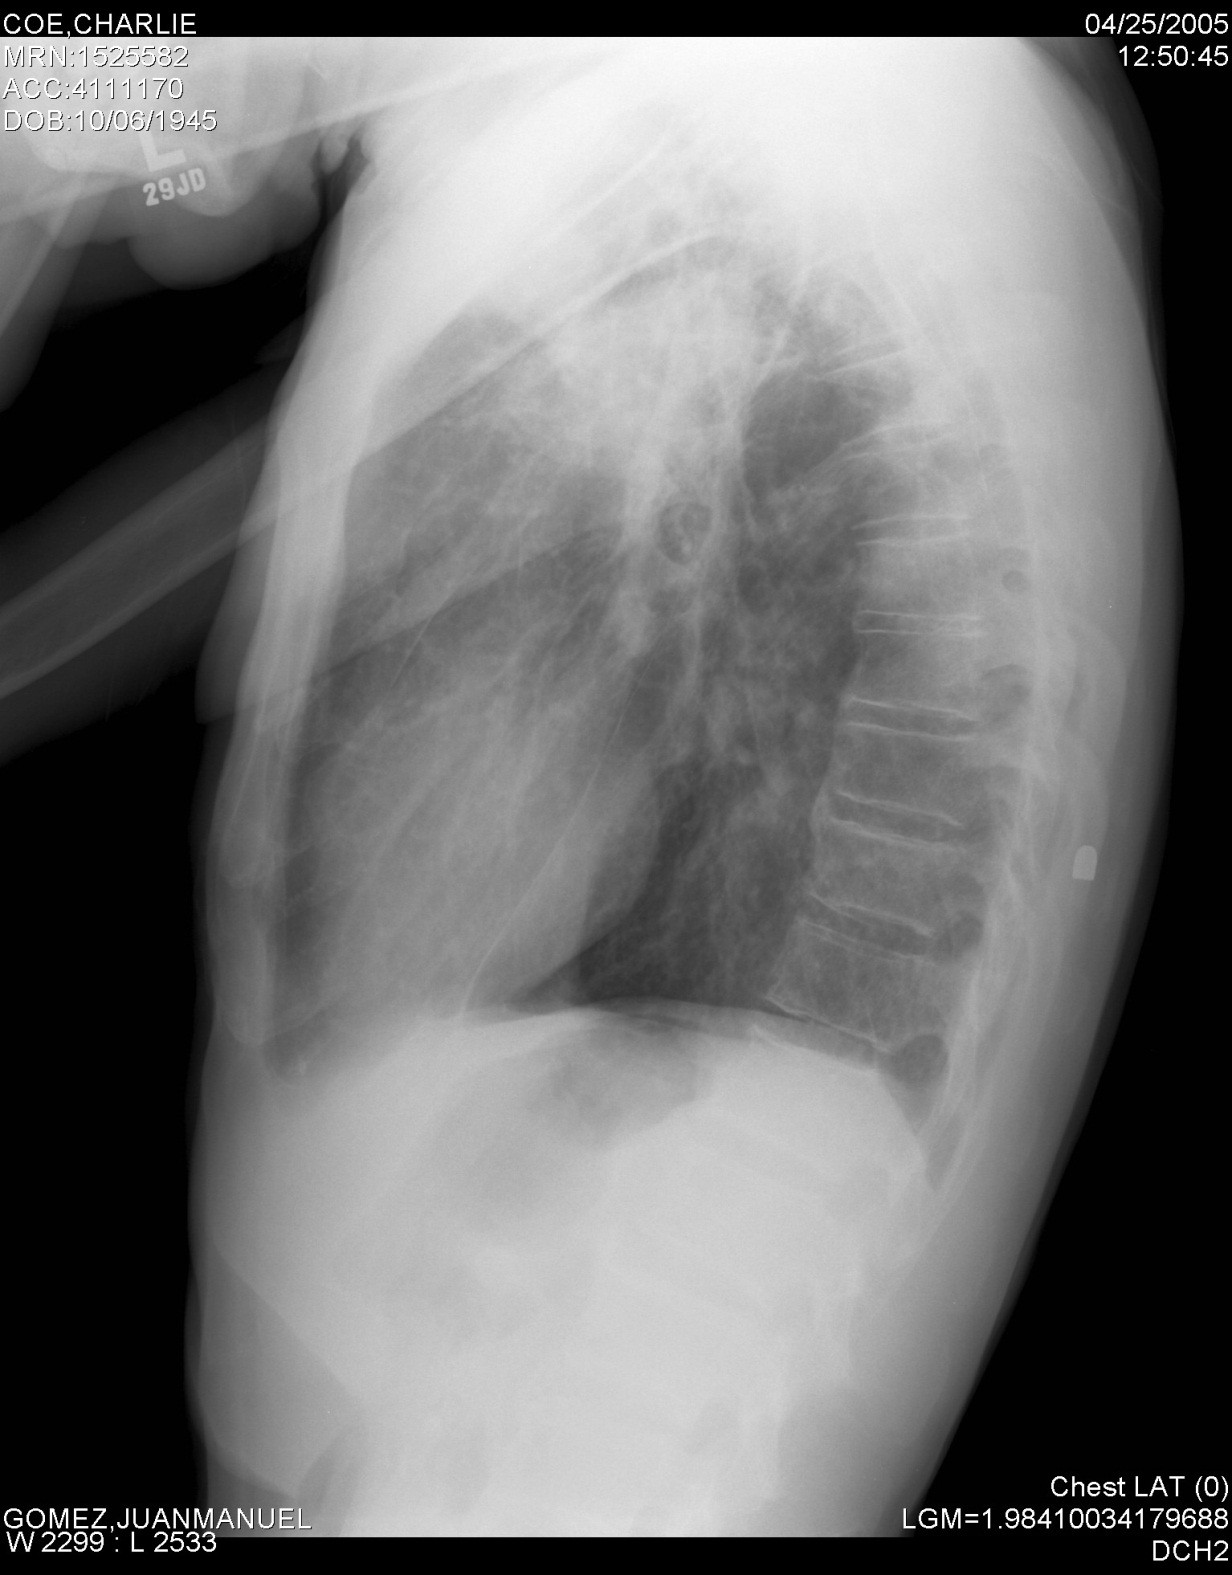 COE,CHARLIE
MRN:1525582
ACC:4111170
DOB:10/06/1945
04/25/2005
12:50:45
L
29JD
GOMEZ,JUANMANUEL
W 2299 : L 2533
Chest LAT (0)
LGM=1.98410034179688
DCH2